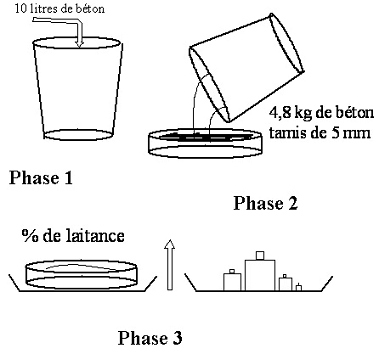 10 litres de béton
4,8 kg de béton
tamis de 5 mm
Phase 1
Phase 2
% de laitance
Phase 3